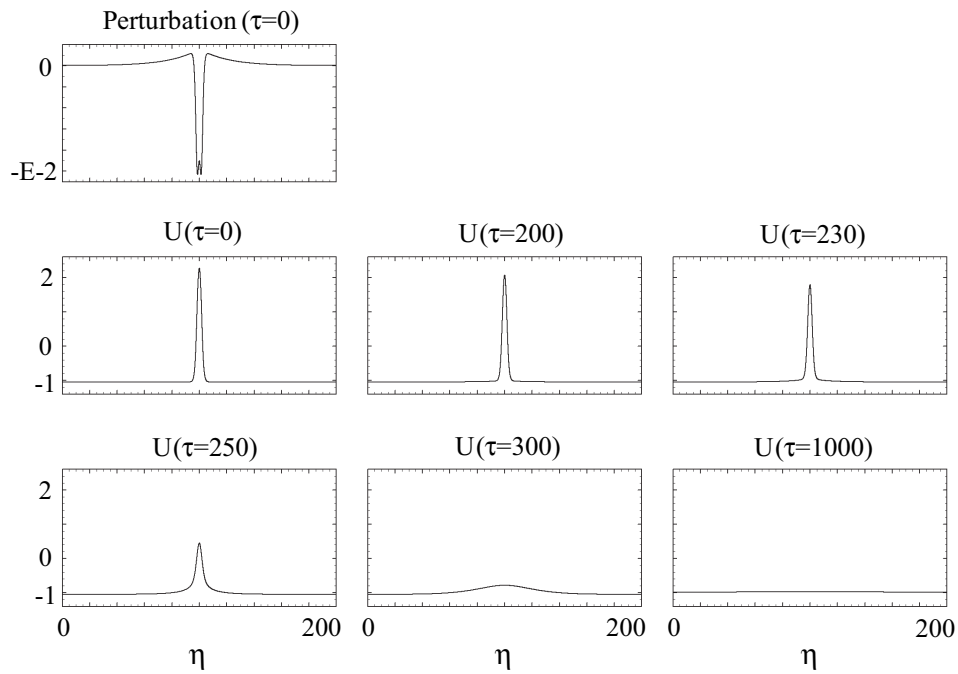 Perturbation (τ=0)
0
-E-2
U(τ=0)
U(τ=200)
U(τ=230)
2
0
-1
U(τ=250)
U(τ=300)
U(τ=1000)
2
0
-1
0 200 0 200 0 200
η η η